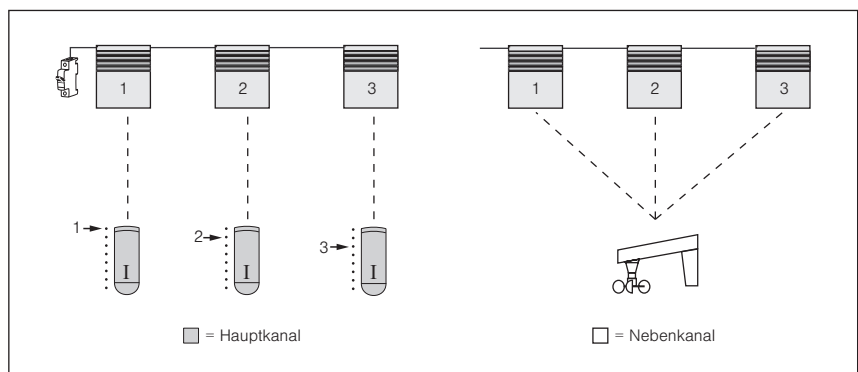 1 2 3
1 2 3
1
2
3
I I I
= Hauptkanal
= Nebenkanal